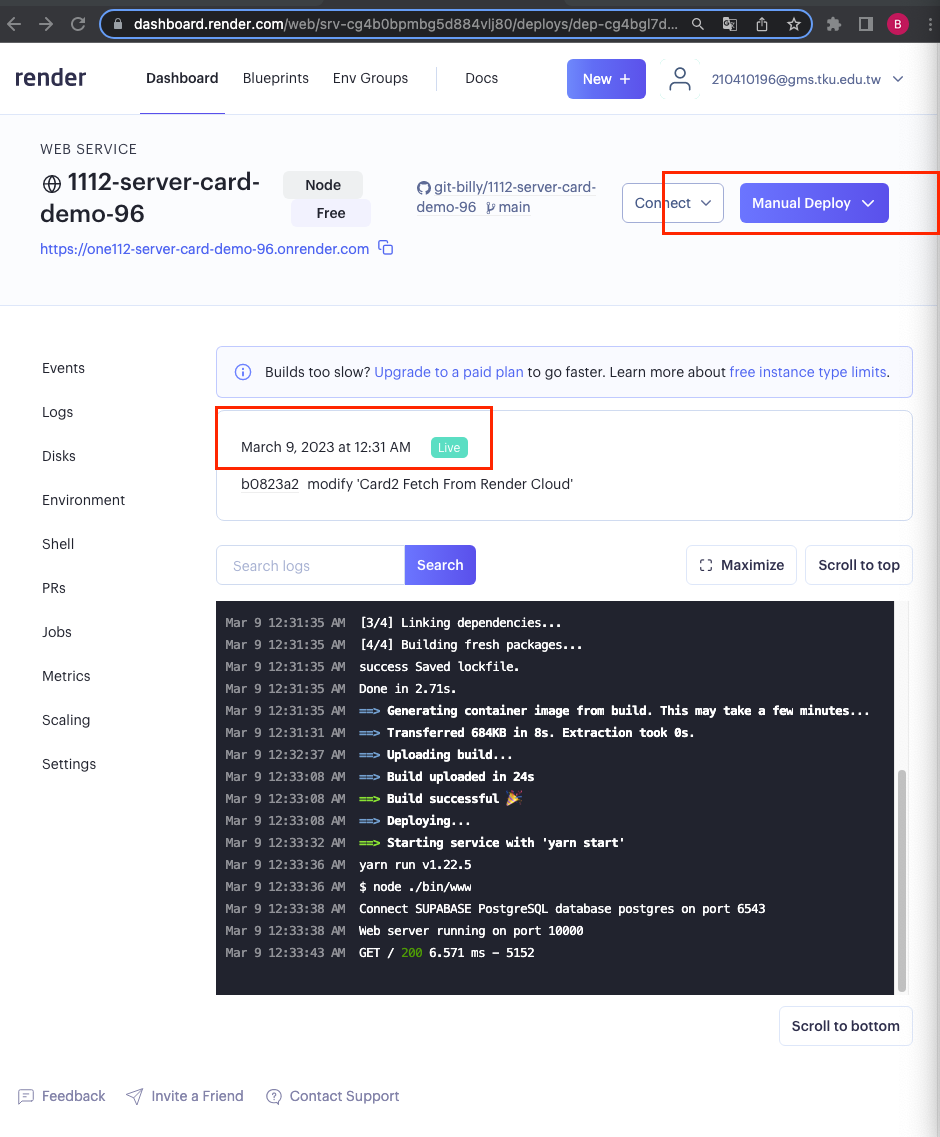 dashboard.render.com/web/srv-cg4b0bpmbg5d884vlj80/deploys/dep-cg4bgl7d...
B
render
Dashboard
Blueprints
Env Groups
Docs
New +
210410196@gms.tku.edu.tw
WEB SERVICE
1112-server-card-
demo-96
Node
Free
git-billy/1112-server-card-
demo-96 main
Connect
Manual Deploy
https://one112-server-card-demo-96.onrender.com
Events
Logs
Disks
Environment
Shell
PRs
Jobs
Metrics
Scaling
Settings
Builds too slow? Upgrade to a paid plan to go faster. Learn more about free instance type limits.
March 9, 2023 at 12:31 AM Live
b0823a2 modify 'Card2 Fetch From Render Cloud'
Search logs
Search
Maximize
Scroll to top
Mar 9 12:31:35 AM [3/4] Linking dependencies...
Mar 9 12:31:35 AM [4/4] Building fresh packages...
Mar 9 12:31:35 AM success Saved lockfile.
Mar 9 12:31:35 AM Done in 2.71s.
Mar 9 12:31:35 AM ==> Generating container image from build. This may take a few minutes...
Mar 9 12:31:31 AM ==> Transferred 684KB in 8s. Extraction took 0s.
Mar 9 12:32:37 AM ==> Uploading build...
Mar 9 12:33:08 AM ==> Build uploaded in 24s
Mar 9 12:33:08 AM ==> Build successful 🎉
Mar 9 12:33:08 AM ==> Deploying...
Mar 9 12:33:32 AM ==> Starting service with 'yarn start'
Mar 9 12:33:36 AM yarn run v1.22.5
Mar 9 12:33:36 AM $ node ./bin/www
Mar 9 12:33:38 AM Connect SUPABASE PostgreSQL database postgres on port 6543
Mar 9 12:33:38 AM Web server running on port 10000
Mar 9 12:33:43 AM GET / 200 6.571 ms - 5152
Scroll to bottom
Feedback
Invite a Friend
Contact Support